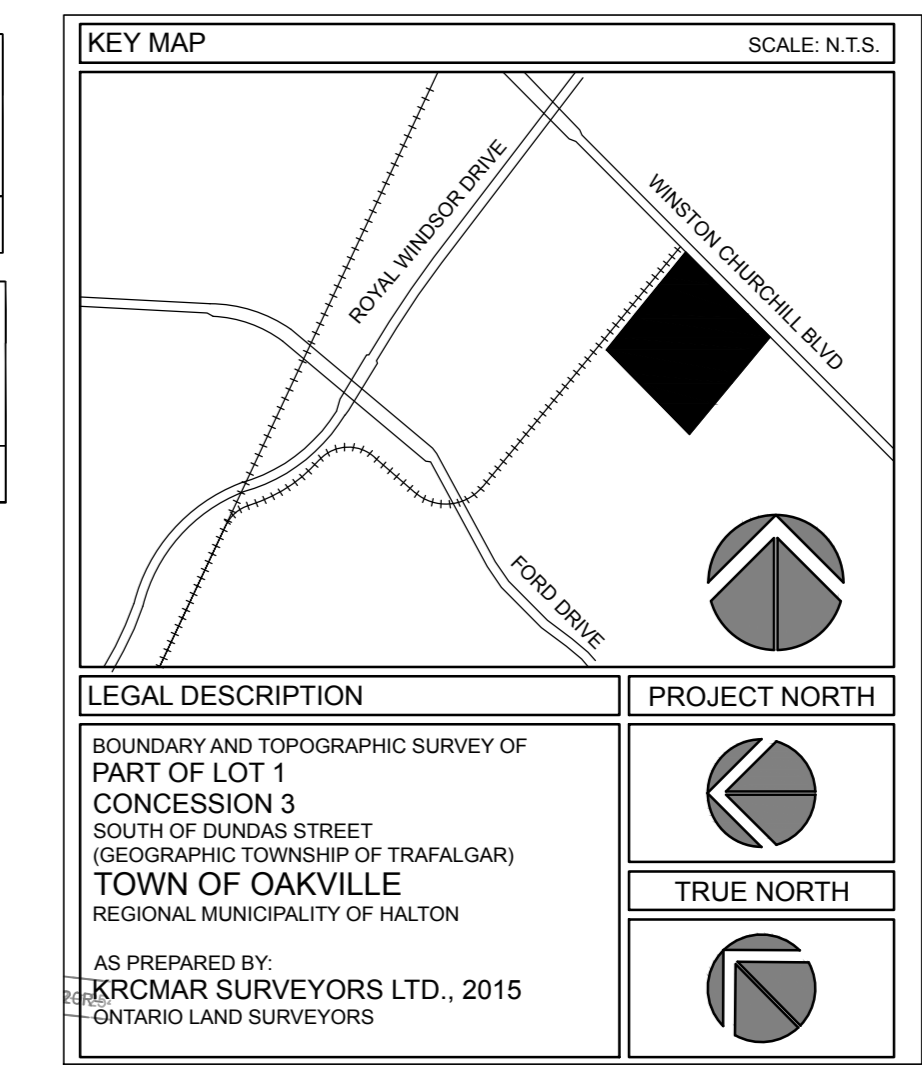 KEY MAP
SCALE: N.T.S.
ROYAL WINDSOR DRIVE
WINSTON CHURCHILL BLVD
FORD DRIVE
LEGAL DESCRIPTION
BOUNDARY AND TOPOGRAPHIC SURVEY OF
PART OF LOT 1
CONCESSION 3
SOUTH OF DUNDAS STREET
(GEOGRAPHIC TOWNSHIP OF TRAFALGAR)
TOWN OF OAKVILLE
REGIONAL MUNICIPALITY OF HALTON
AS PREPARED BY:
KRCMAR SURVEYORS LTD., 2015
ONTARIO LAND SURVEYORS
PROJECT NORTH
TRUE NORTH